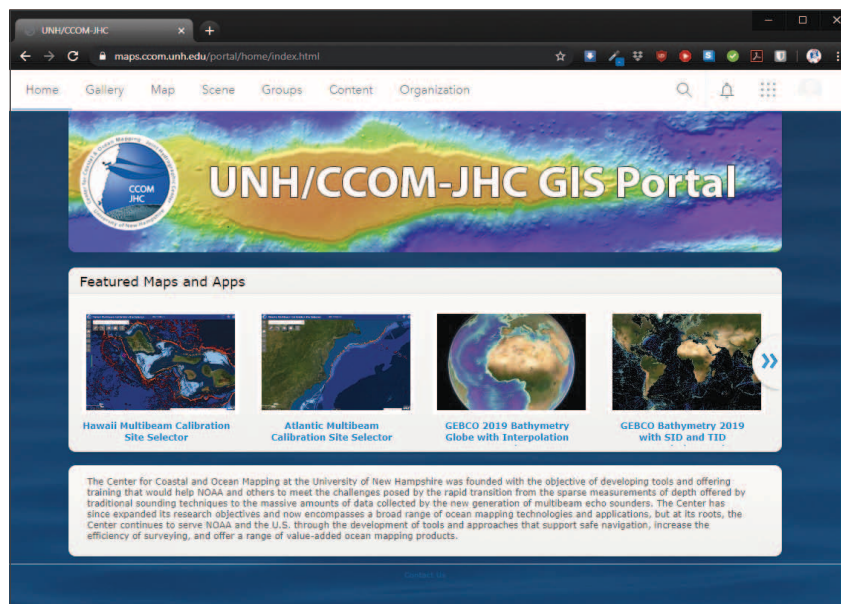 UNH/CCOM-JHC
maps.ccom.unh.edu/portal/home/index.html
Home Gallery Map Scene Groups Content Organization
CCOM
JHC
UNH/CCOM-JHC GIS Portal
Featured Maps and Apps
Hawaii Multibeam Calibration
Site Selector
Atlantic Multibeam
Calibration Site Selector
GEBCO 2019 Bathymetry
Globe with Interpolation
GEBCO Bathymetry 2019
with SID and TID
The Center for Coastal and Ocean Mapping at the University of New Hampshire was founded with the objective of developing tools and offering
training that would help NOAA and others to meet the challenges posed by the rapid transition from the sparse measurements of depth offered by
traditional sounding techniques to the massive amounts of data collected by the new generation of multibeam echo sounders. The Center has
since expanded its research objectives and now encompasses a broad range of ocean mapping technologies and applications, but at its roots, the
Center continues to serve NOAA and the U.S. through the development of tools and approaches that support safe navigation, increase the
efficiency of surveying, and offer a range of value-added ocean mapping products.
Contact Us